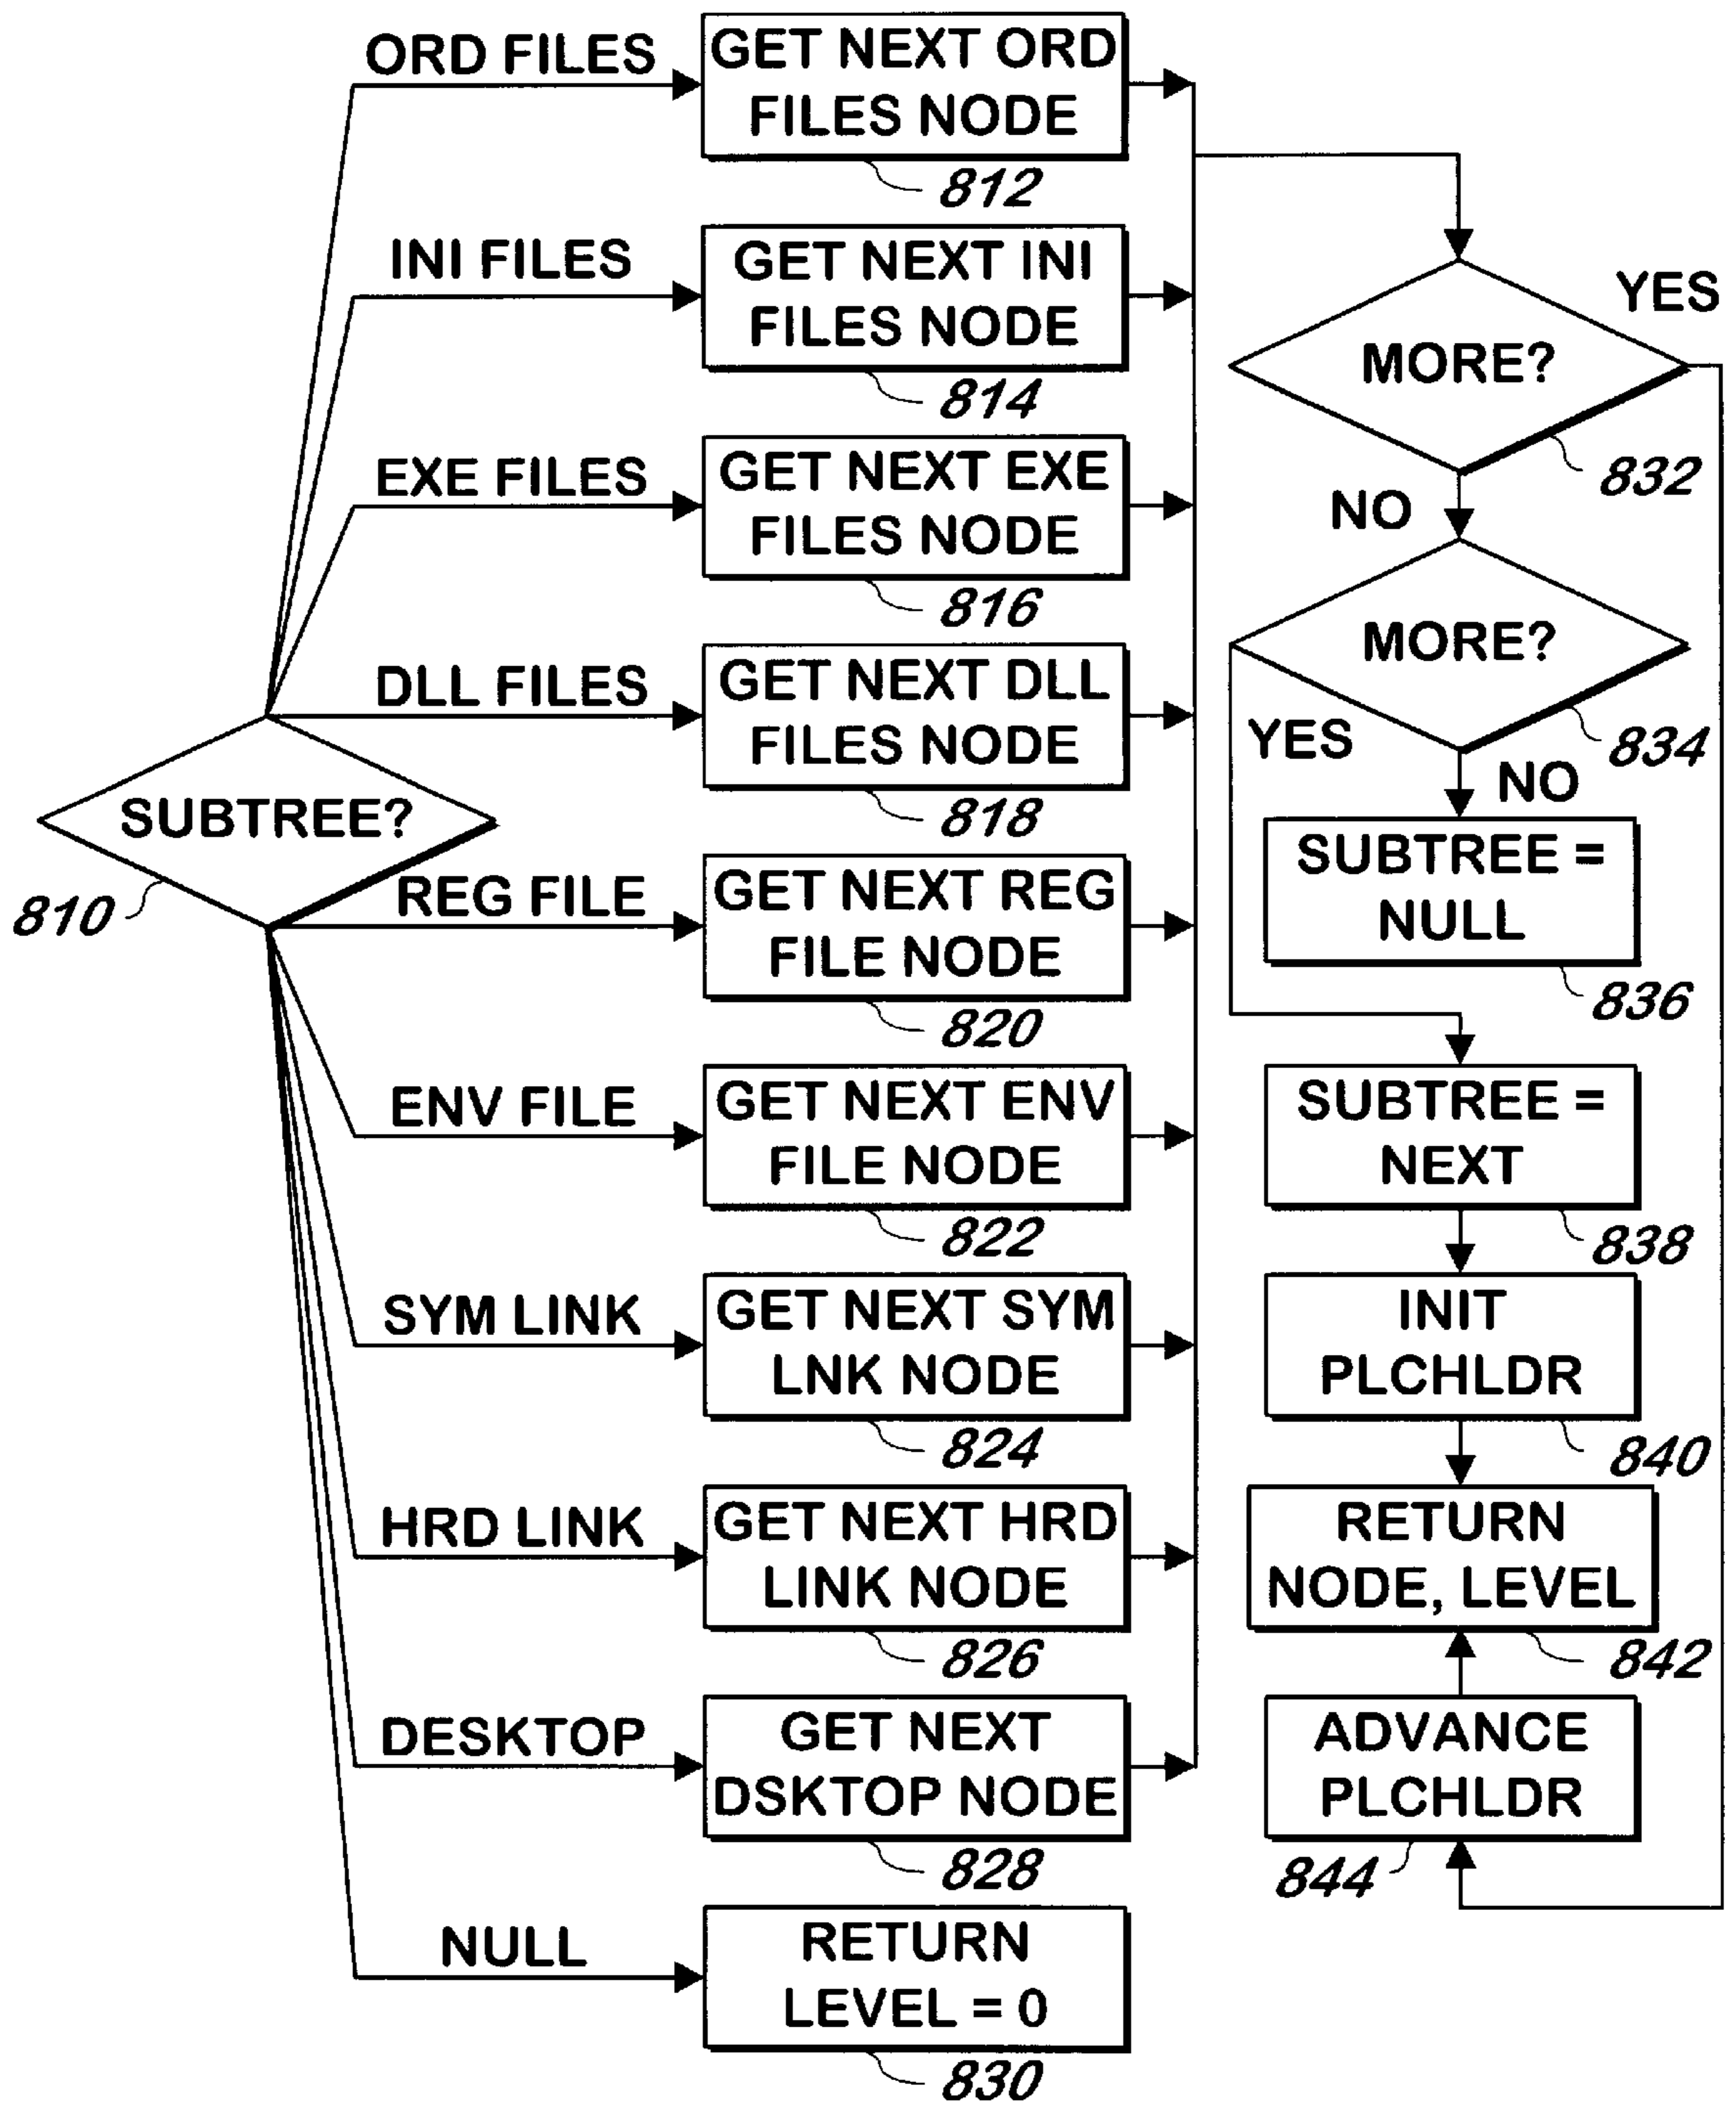 ORD FILES
GET NEXT ORD
FILES NODE
812
INI FILES
GET NEXT INI
FILES NODE
814
EXE FILES
GET NEXT EXE
FILES NODE
816
DLL FILES
GET NEXT DLL
FILES NODE
818
SUBTREE?
810
REG FILE
GET NEXT REG
FILE NODE
820
ENV FILE
GET NEXT ENV
FILE NODE
822
SYM LINK
GET NEXT SYM
LNK NODE
824
HRD LINK
GET NEXT HRD
LINK NODE
826
DESKTOP
GET NEXT
DSKTOP NODE
828
NULL
RETURN
LEVEL = 0
830
MORE?
YES
832
NO
MORE?
YES
834
NO
SUBTREE =
NULL
836
SUBTREE =
NEXT
838
INIT
PLCHLDR
840
RETURN
NODE, LEVEL
842
ADVANCE
PLCHLDR
844